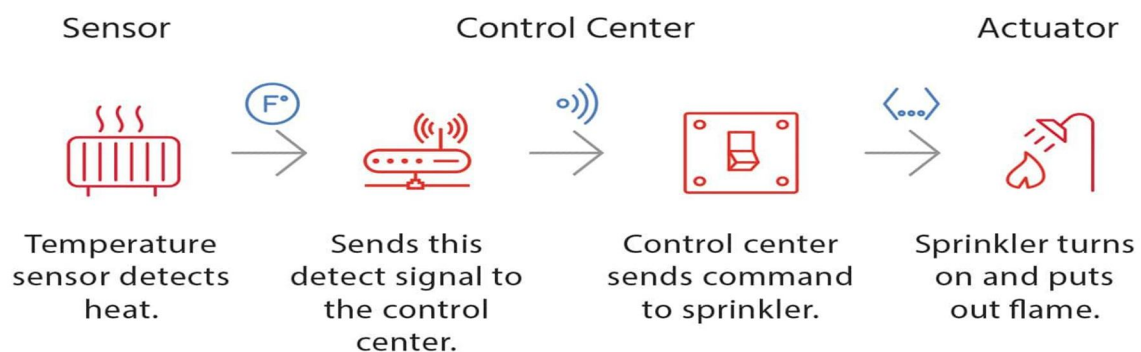 Sensor
Control Center
Actuator
F°
Temperature
sensor detects
heat.
Sends this
detect signal to
the control
center.
Control center
sends command
to sprinkler.
Sprinkler turns
on and puts
out flame.